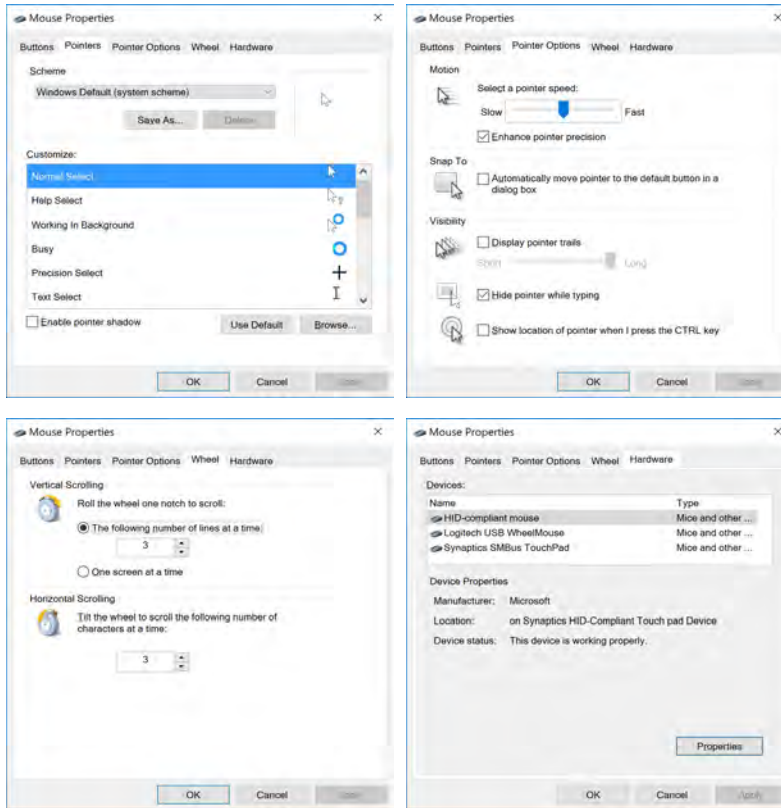 Mouse Properties
Buttons Pointers Pointer Options Wheel Hardware
Scheme
Windows Default (system scheme)
Save As... Delete
Customize:
Normal Select
Help Select
Working In Background
Busy
Precision Select
Text Select
Enable pointer shadow Use Default Browse...
OK Cancel Apply
Mouse Properties
Buttons Pointers Pointer Options Wheel Hardware
Motion
Select a pointer speed:
Slow Fast
Enhance pointer precision
Snap To
Automatically move pointer to the default button in a
dialog box
Visibility
Display pointer trails
Short Long
Hide pointer while typing
Show location of pointer when I press the CTRL key
OK Cancel Apply
Mouse Properties
Buttons Pointers Pointer Options Wheel Hardware
Vertical Scrolling
Roll the wheel one notch to scroll:
The following number of lines at a time:
3
One screen at a time
Horizontal Scrolling
Tilt the wheel to scroll the following number of
characters at a time:
3
OK Cancel Apply
Mouse Properties
Buttons Pointers Pointer Options Wheel Hardware
Devices:
Name Type
HID-compliant mouse Mice and other ...
Logitech USB WheelMouse Mice and other ...
Synaptics SMBus TouchPad Mice and other ...
Device Properties
Manufacturer: Microsoft
Location: on Synaptics HID-Compliant Touch pad Device
Device status: This device is working properly.
Properties
OK Cancel Apply